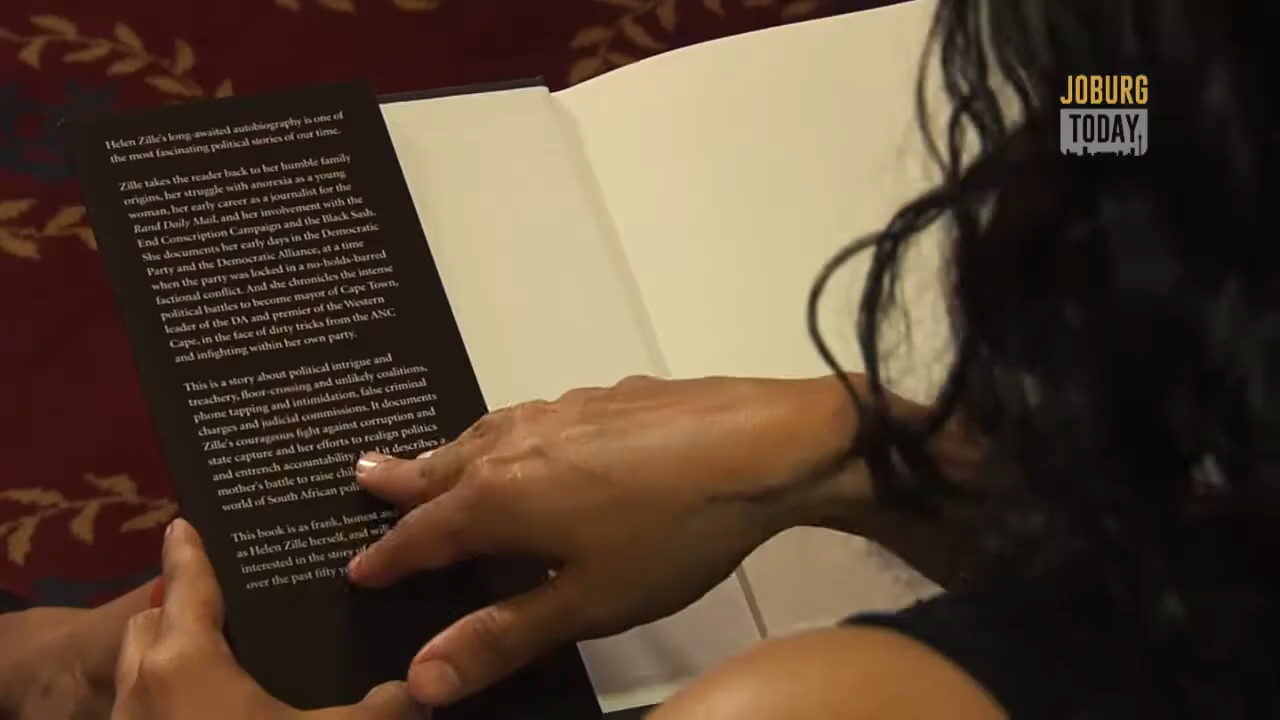 JOBURG
TODAY
Helen Zille's long-awaited autobiography is one of
the most fascinating political stories of our time.
Zille takes the reader back to her humble family
origins, her struggle with anorexia as a young
woman, her early career as a journalist for the
Rand Daily Mail, and her involvement with the
End Conscription Campaign and the Black Sash.
She documents her early days in the Democratic
Party and the Democratic Alliance, at a time
when the party was locked in a no-holds-barred
factional conflict. And she chronicles the intense
political battles to become mayor of Cape Town,
leader of the DA and premier of the Western
Cape, in the face of dirty tricks from the ANC
and infighting within her own party.
This is a story about political intrigue and
treachery, floor-crossing and unlikely coalitions,
phone tapping and intimidation, false criminal
charges and judicial commissions. It documents
Zille's courageous fight against corruption and
state capture and her efforts to realign politics
and entrench accountability it describes a
mother's battle to raise
world of South African
This book is as frank, honest
as Helen Zille herself, and
interested in the story
over the past fifty